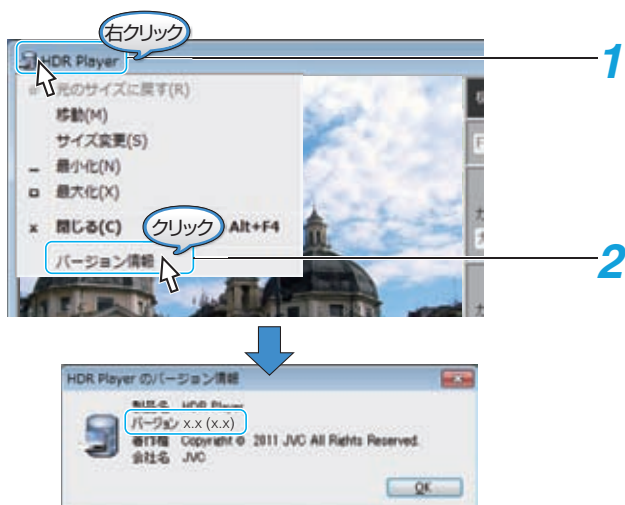 右クリック
HDR Player
1
元のサイズに戻す(R)
移動(M)
サイズ変更(S)
最小化(N)
最大化(X)
閉じる(C) Alt+F4
クリック
バージョン情報
2
HDR Player のバージョン情報
製品名 HDR Player
バージョン x.x (x.x)
著作権 Copyright © 2011 JVC All Rights Reserved.
会社名 JVC
OK